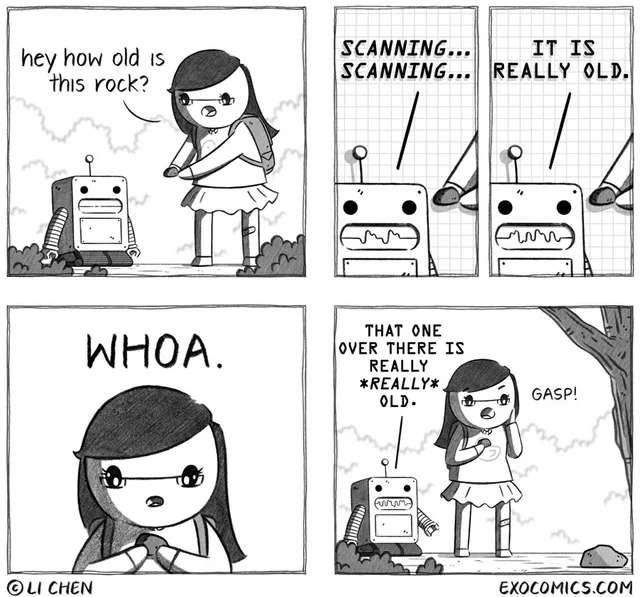 hey how old is
this rock?
SCANNING...
SCANNING...
IT IS
REALLY OLD.
WHOA.
THAT ONE
OVER THERE IS
REALLY
*REALLY*
OLD.
GASP!
© LI CHEN
EXOCOMICS.COM